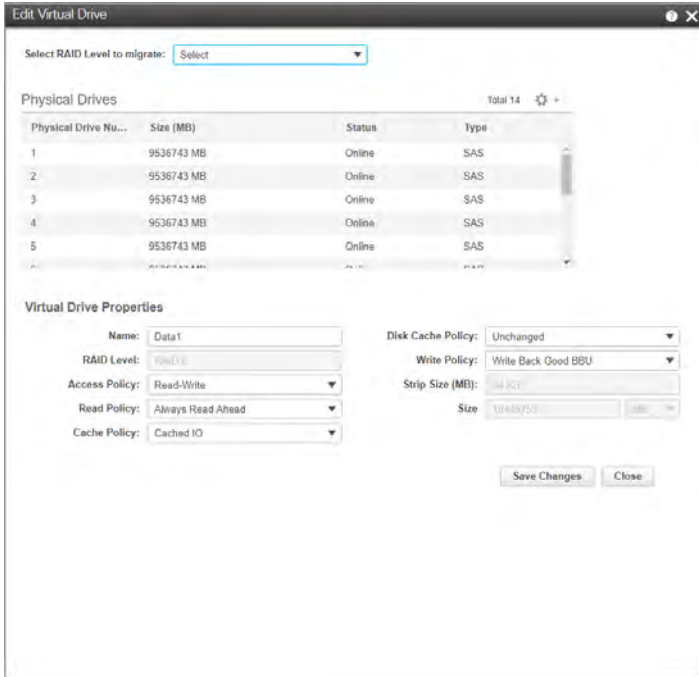 Edit Virtual Drive
Select RAID Level to migrate: Select
Physical Drives Total 14
Physical Drive Nu... Size (MB) Status Type
1 9536743 MB Online SAS
2 9536743 MB Online SAS
3 9536743 MB Online SAS
4 9536743 MB Online SAS
5 9536743 MB Online SAS
Virtual Drive Properties
Name: Data1 Disk Cache Policy: Unchanged
RAID Level: Write Policy: Write Back Good BBU
Access Policy: Read-Write Strip Size (MB):
Read Policy: Always Read Ahead Size MB
Cache Policy: Cached IO
Save Changes Close